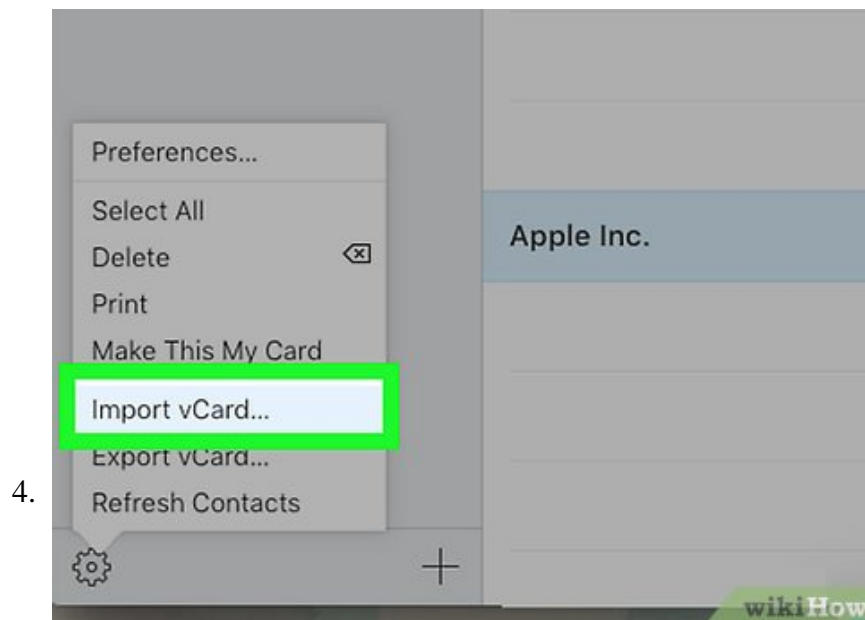 Preferences...
Select All
Delete
Print
Make This My Card
Import vCard...
Export vCard...
Refresh Contacts
Apple Inc.
4.
wikiHow